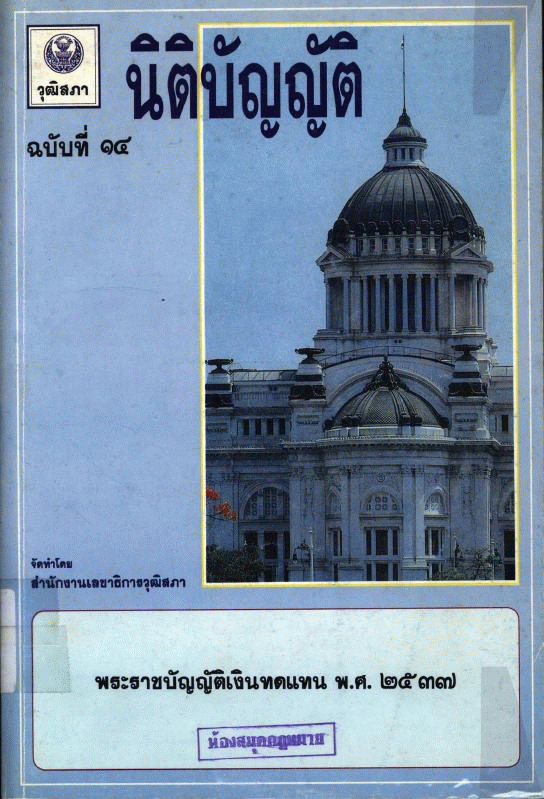 วุฒิสภา
นิติบัญญัติ
ฉบับที่ ๑๔
จัดทำโดย
สำนักงานเลขาธิการวุฒิสภา
พระราชบัญญัติเงินทดแทน พ.ศ. ๒๕๓๗
ห้องสมุดกฎหมาย